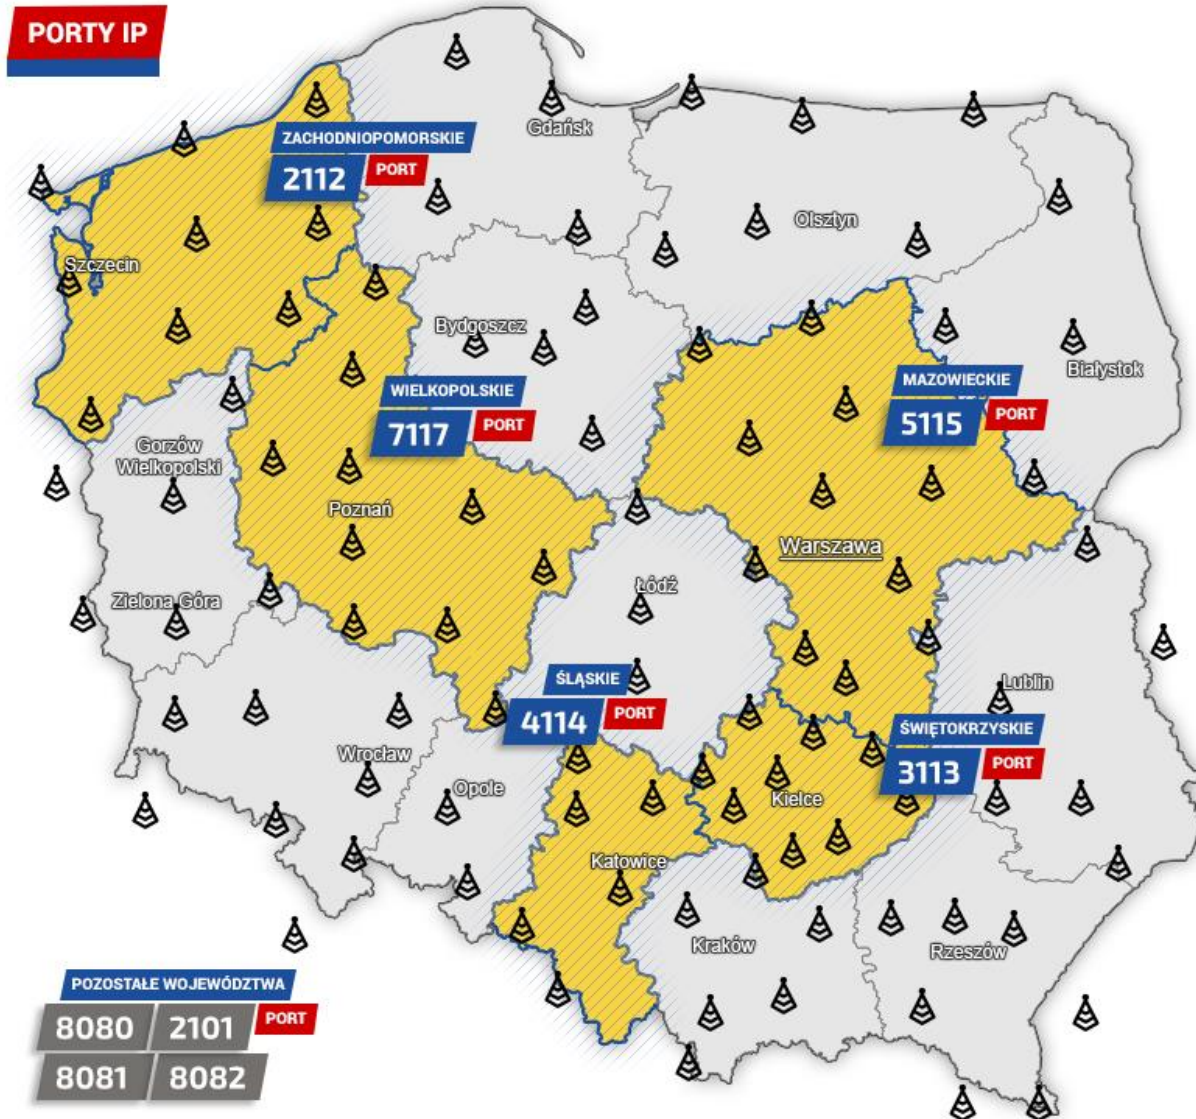 PORTY IP
Gdańsk
ZACHODNIOPOMORSKIE
2112 PORT
Olsztyn
Szczecin
Bydgoszcz
Białystok
WIELKOPOLSKIE
7117 PORT
MAZOWIECKIE
5115 PORT
Gorzów
Wielkopolski
Poznań
Warszawa
Zielona Góra
Łódź
ŚLĄSKIE
4114 PORT
Lublin
ŚWIĘTOKRZYSKIE
3113 PORT
Wrocław
Opole
Kielce
Katowice
Kraków
Rzeszów
POZOSTAŁE WOJEWÓDZTWA
8080 2101 PORT
8081 8082